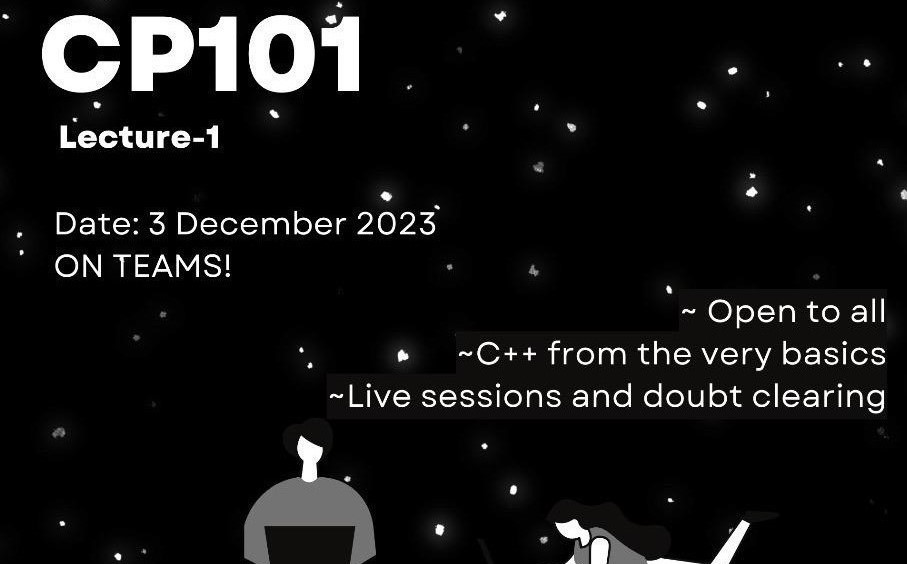 CP101
Lecture-1
Date: 3 December 2023
ON TEAMS!
~ Open to all
~C++ from the very basics
~Live sessions and doubt clearing